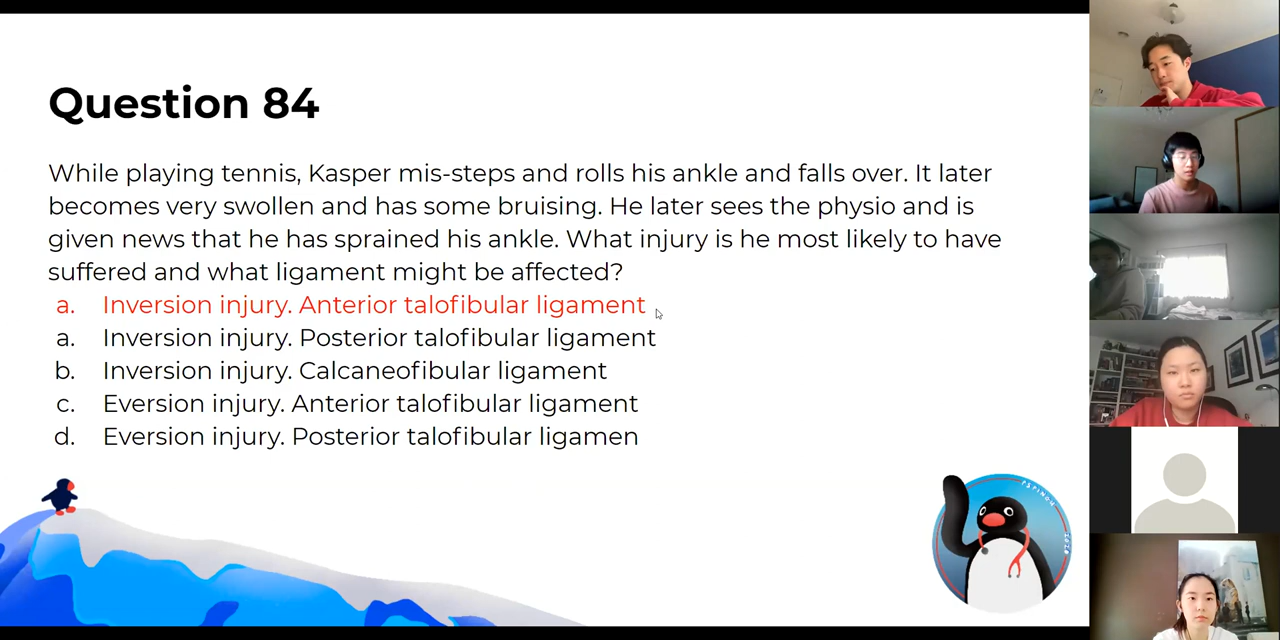 Question 84
While playing tennis, Kasper mis-steps and rolls his ankle and falls over. It later
becomes very swollen and has some bruising. He later sees the physio and is
given news that he has sprained his ankle. What injury is he most likely to have
suffered and what ligament might be affected?
a. Inversion injury. Anterior talofibular ligament
a. Inversion injury. Posterior talofibular ligament
b. Inversion injury. Calcaneofibular ligament
c. Eversion injury. Anterior talofibular ligament
d. Eversion injury. Posterior talofibular ligamen